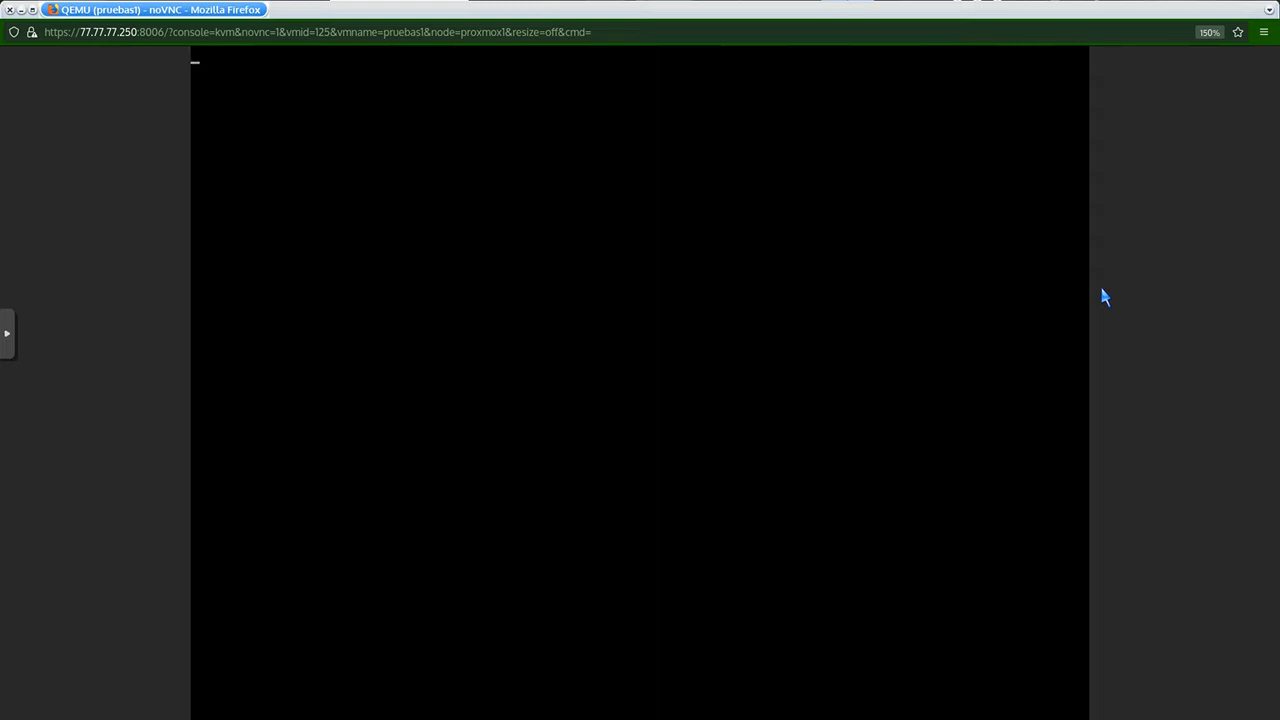 QEMU (pruebas1) - noVNC - Mozilla Firefox
https://77.77.77.250:8006/?console=kvm&novnc=1&vmid=125&vmname=pruebas1&node=proxmox1&resize=off&cmd=
150%